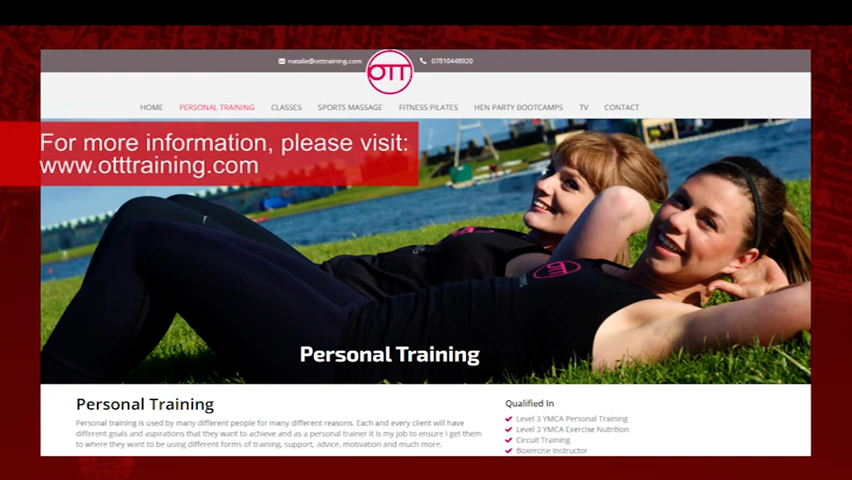 natalie@otttraining.com
OTT
07810448920
HOME PERSONAL TRAINING CLASSES SPORTS MASSAGE FITNESS PILATES HEN PARTY BOOTCAMPS TV CONTACT
For more information, please visit:
www.otttraining.com
OTT
Personal Training
Personal Training
Personal training is used by many different people for many different reasons. Each and every client will have
different goals and aspirations that they want to achieve and as a personal trainer it is my job to ensure I get them
to where they want to be using different forms of training, support, advice, motivation and much more.
Qualified In
Level 3 YMCA Personal Training
Level 3 YMCA Exercise Nutrition
Circuit Training
Boxercise Instructor